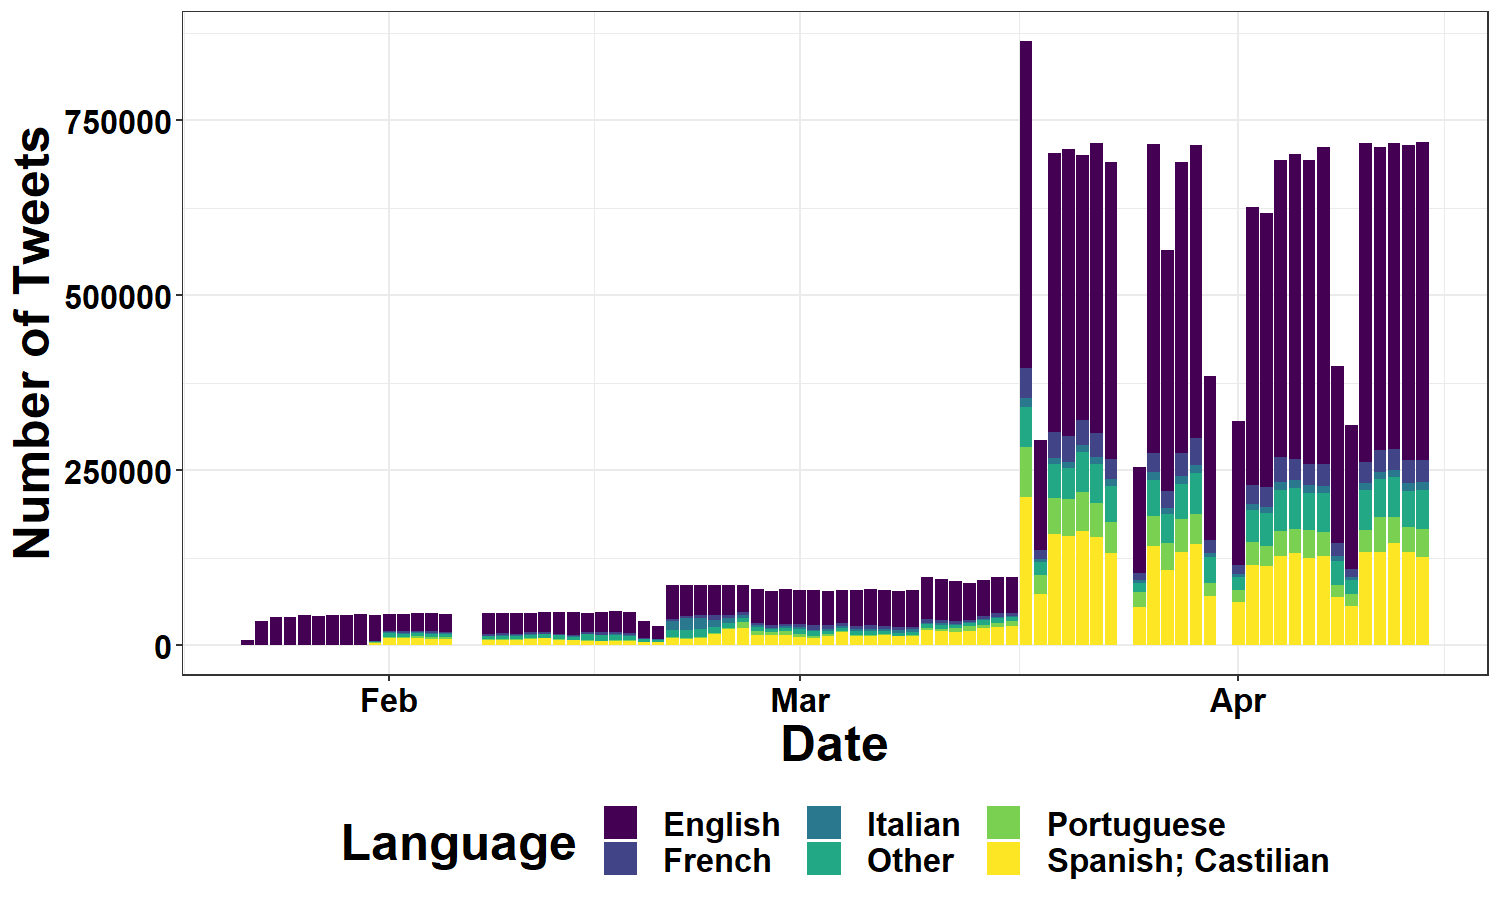 Number of Tweets
750000
500000
250000
0
Feb Mar Apr
Date
Language
English Italian Portuguese
French Other Spanish; Castilian